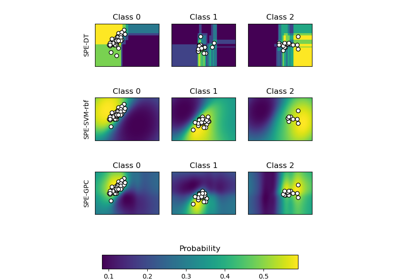 Class 0 Class 1 Class 2
SPE-DT
Class 0 Class 1 Class 2
SPE-SVM-rbf
Class 0 Class 1 Class 2
SPE-GPC
Probability
0.1 0.2 0.3 0.4 0.5